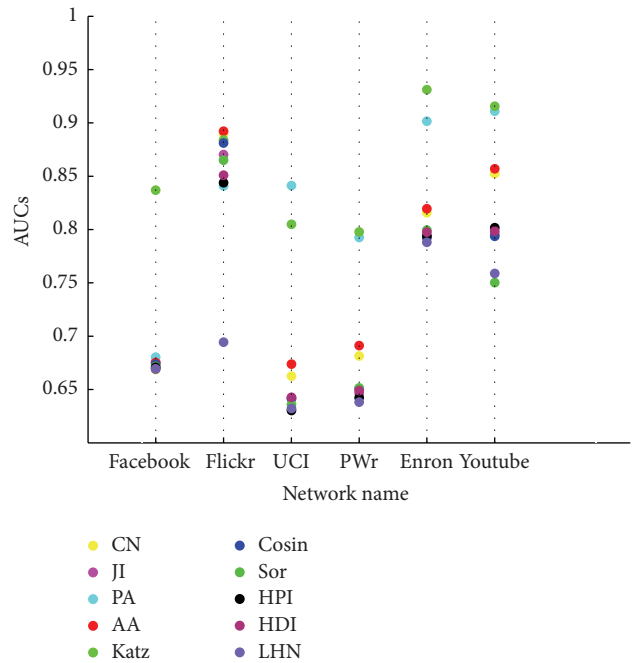 1
0.95
0.9
0.85
0.8
0.75
0.7
0.65
AUCs
Facebook Flickr UCI PWr Enron Youtube
Network name
CN Cosin
JI Sor
PA HPI
AA HDI
Katz LHN